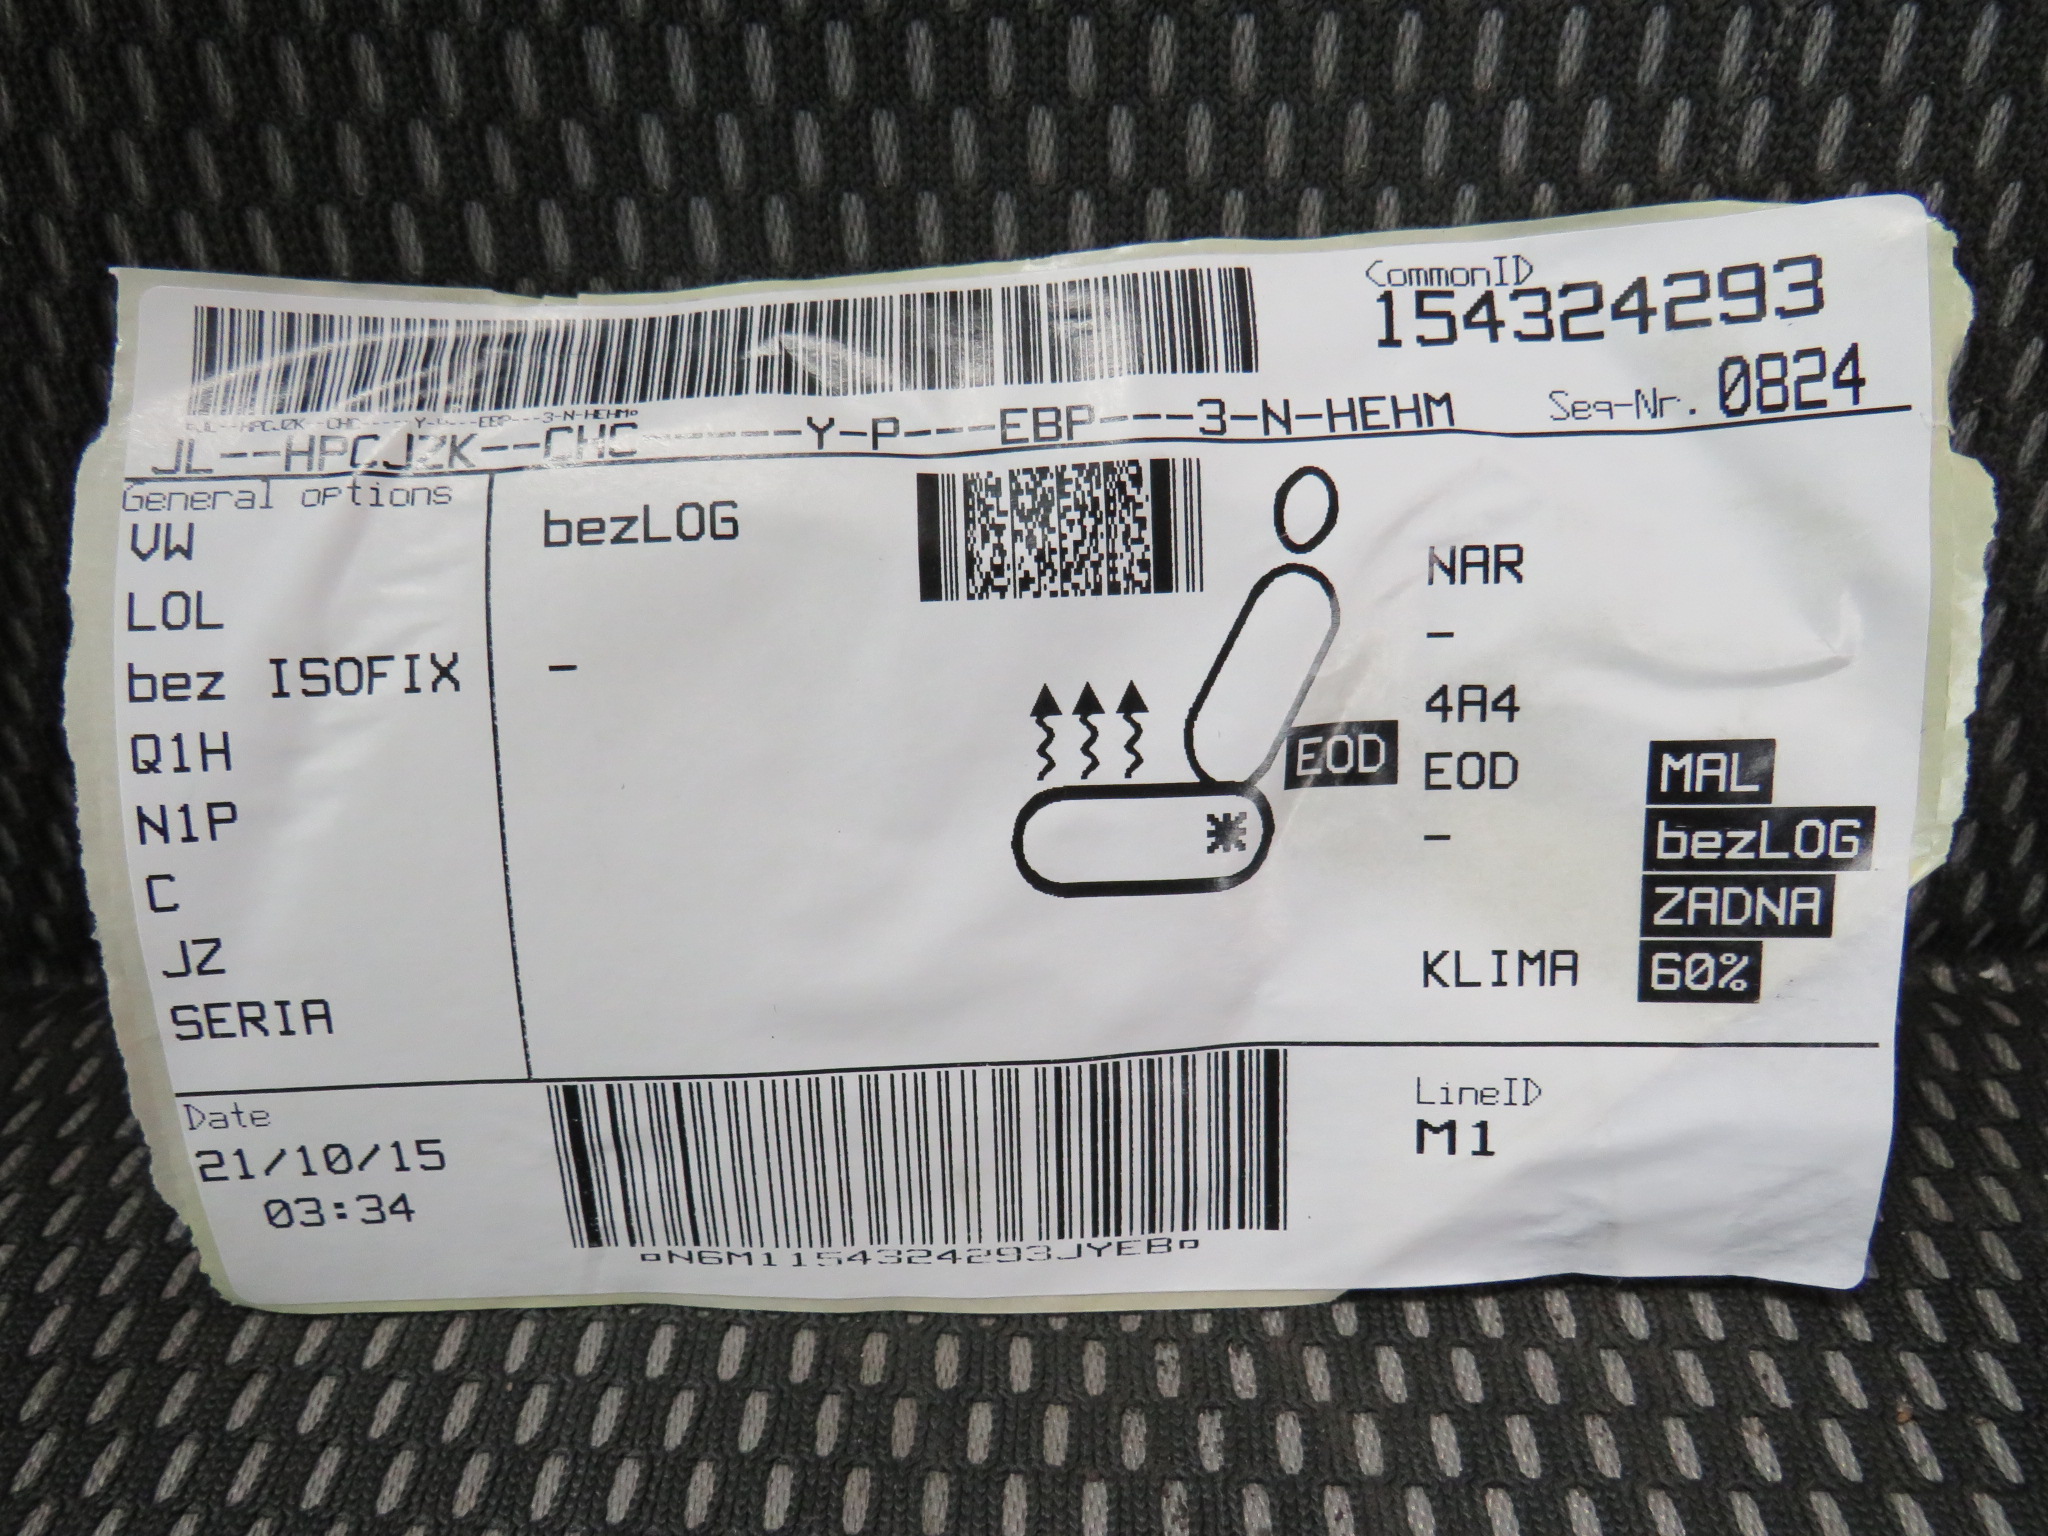 CommonID
154324293
Seq-Nr. 0824
JL--HPCJZK--CHC------Y-P----EBP----3-N-HEHM
General options
VW
LOL
bez ISOFIX
Q1H
N1P
C
JZ
SERIA
bezLOG
-
EOD
NAR
-
4A4
EOD
-
KLIMA
MAL
bezLOG
ZADNA
60%
Date
21/10/15
03:34
N6M1154324293JYEB
LineID
M1